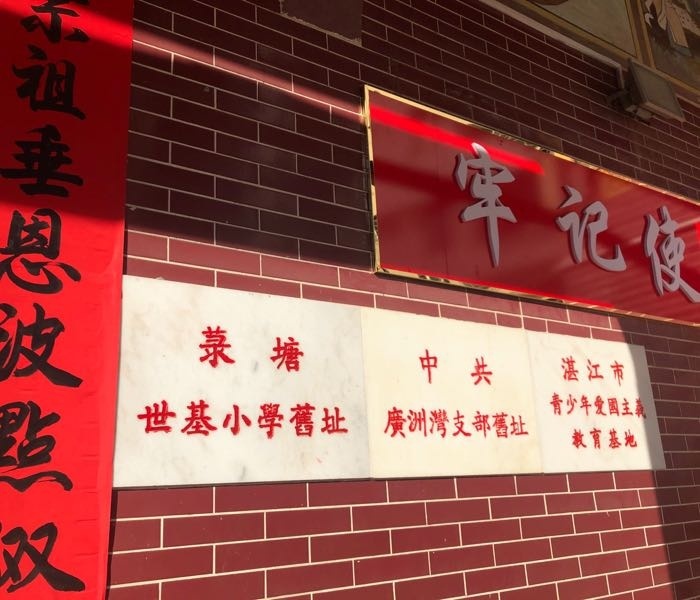 祖垂恩波點
牢记使
菉塘
世基小學舊址
中共
廣洲灣支部舊址
湛江市
青少年爱國主義
教育基地